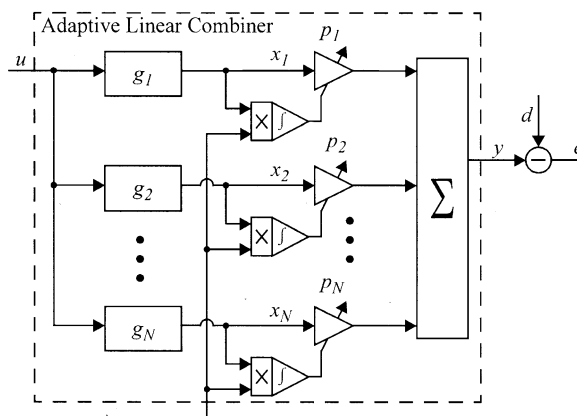 Adaptive Linear Combiner
p1
u
g1
x1
×
∫
p2
d
g2
x2
×
∫
Σ
y
−
e
pN
gN
xN
×
∫